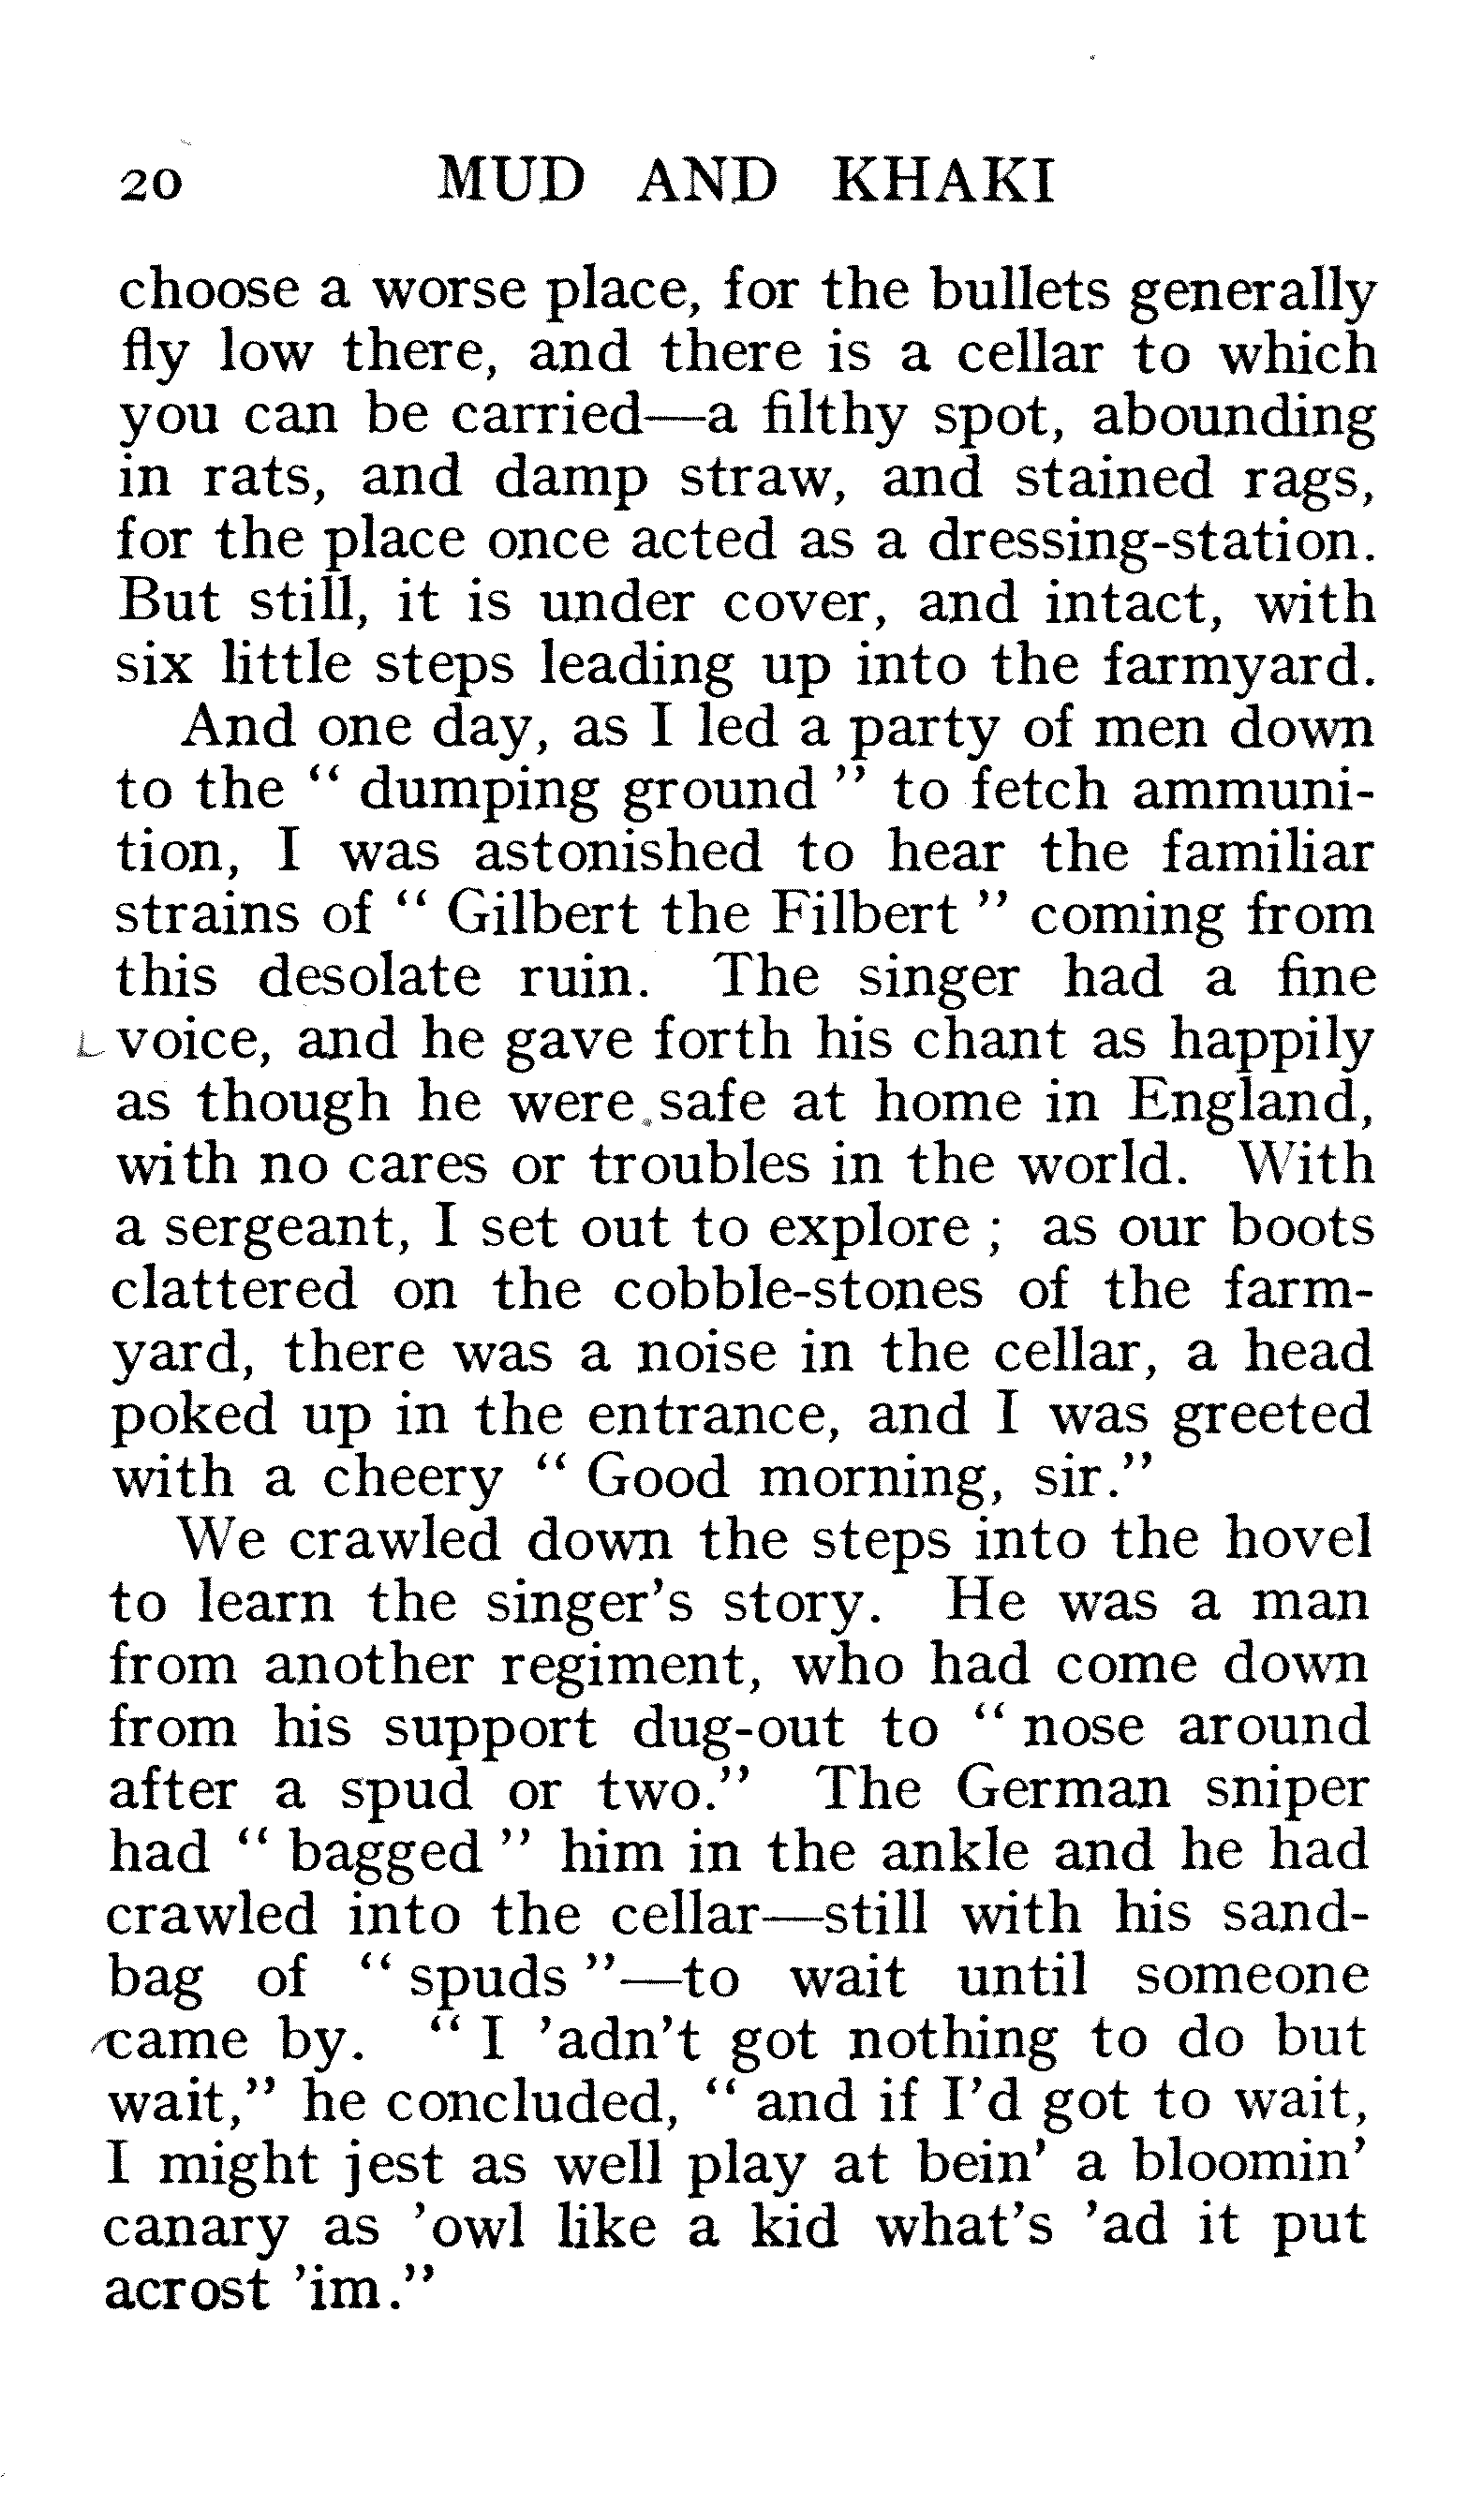 20 MUD AND KHAKI
choose a worse place, for the bullets generally
fly low there, and there is a cellar to which
you can be carried—a filthy spot, abounding
in rats, and damp straw, and stained rags,
for the place once acted as a dressing-station.
But still, it is under cover, and intact, with
six little steps leading up into the farmyard.
And one day, as I led a party of men down
to the " dumping ground " to fetch ammuni-
tion, I was astonished to hear the familiar
strains of " Gilbert the Filbert " coming from
this desolate ruin. The singer had a fine
voice, and he gave forth his chant as happily
as though he were safe at home in England,
with no cares or troubles in the world. With
a sergeant, I set out to explore ; as our boots
clattered on the cobble-stones of the farm-
yard, there was a noise in the cellar, a head
poked up in the entrance, and I was greeted
with a cheery " Good morning, sir."
We crawled down the steps into the hovel
to learn the singer's story. He was a man
from another regiment, who had come down
from his support dug-out to " nose around
after a spud or two." The German sniper
had " bagged " him in the ankle and he had
crawled into the cellar—still with his sand-
bag of " spuds "—to wait until someone
came by. " I 'adn't got nothing to do but
wait," he concluded, " and if I'd got to wait,
I might jest as well play at bein' a bloomin'
canary as 'owl like a kid what's 'ad it put
acrost 'im."